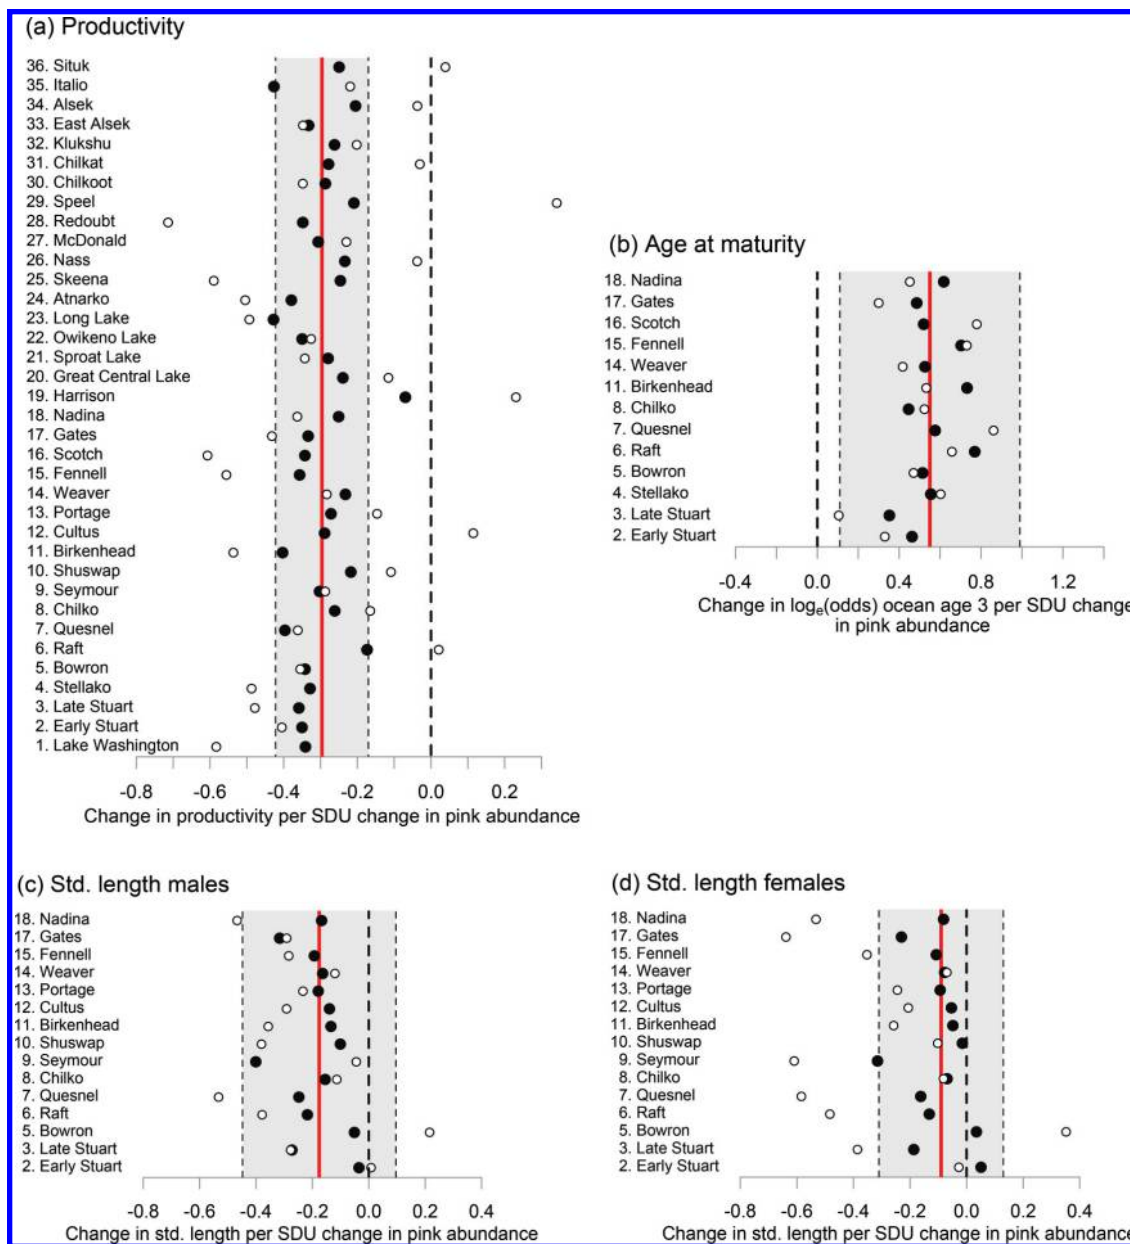 (a) Productivity
36. Situk
35. Italio
34. Alsek
33. East Alsek
32. Klukshu
31. Chilkat
30. Chilkoot
29. Speel
28. Redoubt
27. McDonald
26. Nass
25. Skeena
24. Atnarko
23. Long Lake
22. Owikeno Lake
21. Sproat Lake
20. Great Central Lake
19. Harrison
18. Nadina
17. Gates
16. Scotch
15. Fennell
14. Weaver
13. Portage
12. Cultus
11. Birkenhead
10. Shuswap
9. Seymour
8. Chilko
7. Quesnel
6. Raft
5. Bowron
4. Stellako
3. Late Stuart
2. Early Stuart
1. Lake Washington
-0.8 -0.6 -0.4 -0.2 0.0 0.2
Change in productivity per SDU change in pink abundance
(b) Age at maturity
18. Nadina
17. Gates
16. Scotch
15. Fennell
14. Weaver
11. Birkenhead
8. Chilko
7. Quesnel
6. Raft
5. Bowron
4. Stellako
3. Late Stuart
2. Early Stuart
-0.4 0.0 0.4 0.8 1.2
Change in logₑ(odds) ocean age 3 per SDU change
in pink abundance
(c) Std. length males
18. Nadina
17. Gates
15. Fennell
14. Weaver
13. Portage
12. Cultus
11. Birkenhead
10. Shuswap
9. Seymour
8. Chilko
7. Quesnel
6. Raft
5. Bowron
3. Late Stuart
2. Early Stuart
-0.8 -0.6 -0.4 -0.2 0.0 0.2 0.4
Change in std. length per SDU change in pink abundance
(d) Std. length females
18. Nadina
17. Gates
15. Fennell
14. Weaver
13. Portage
12. Cultus
11. Birkenhead
10. Shuswap
9. Seymour
8. Chilko
7. Quesnel
6. Raft
5. Bowron
3. Late Stuart
2. Early Stuart
-0.8 -0.6 -0.4 -0.2 0.0 0.2 0.4
Change in std. length per SDU change in pink abundance